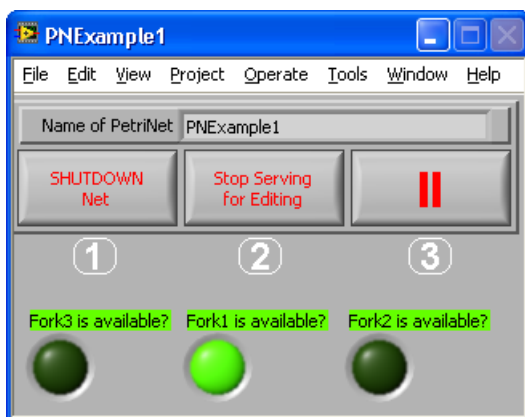 PNExample1
File Edit View Project Operate Tools Window Help
Name of PetriNet PNExample1
SHUTDOWN
Net
Stop Serving
for Editing
1 2 3
Fork3 is available? Fork1 is available? Fork2 is available?